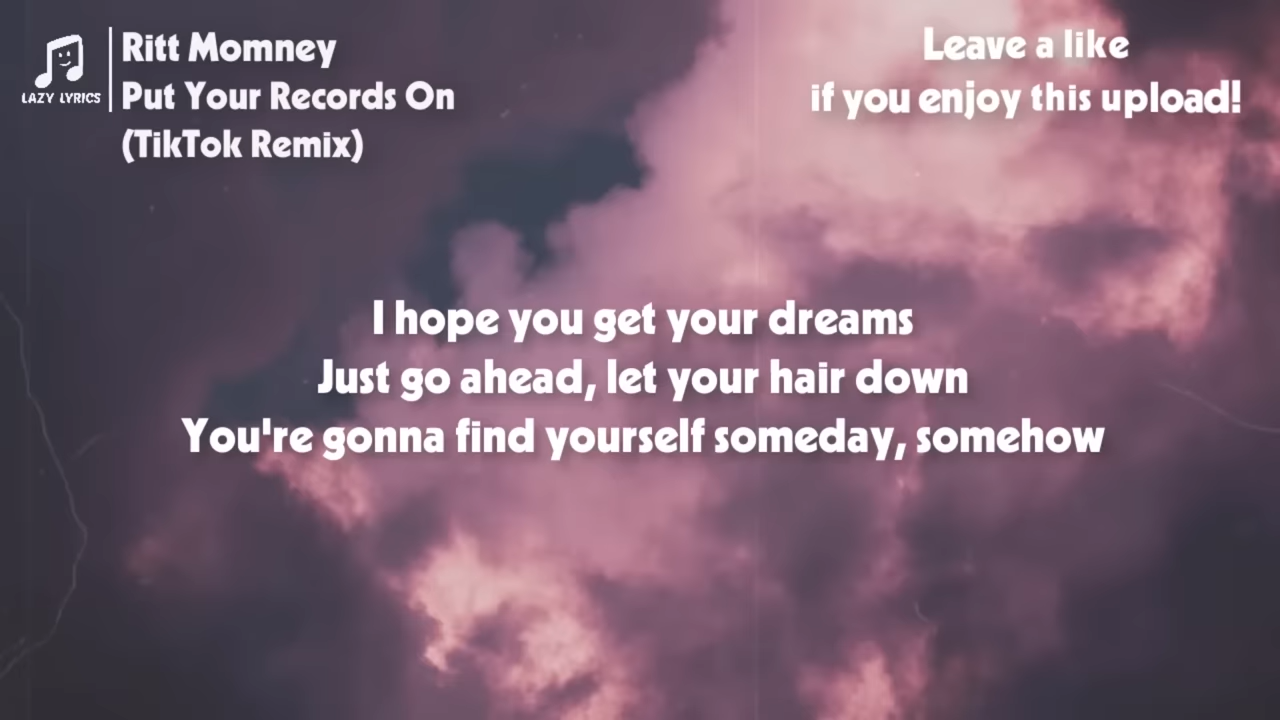 LAZY LYRICS
Ritt Momney
Put Your Records On
(TikTok Remix)
Leave a like
if you enjoy this upload!
I hope you get your dreams
Just go ahead, let your hair down
You're gonna find yourself someday, somehow